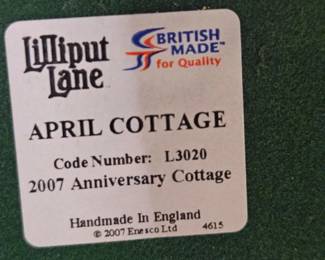 Lilliput
Lane
BRITISH
MADE™
for Quality
APRIL COTTAGE
Code Number: L3020
2007 Anniversary Cottage
Handmade In England
© 2007 Enesco Ltd 4615